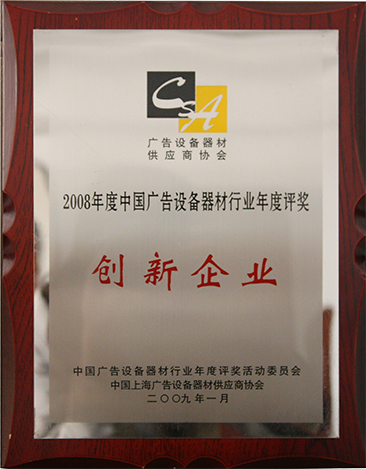 CSA
广告设备器材
供应商协会
2008年度中国广告设备器材行业年度评奖
创新企业
中国广告设备器材行业年度评奖活动委员会
中国上海广告设备器材供应商协会
二〇〇九年一月